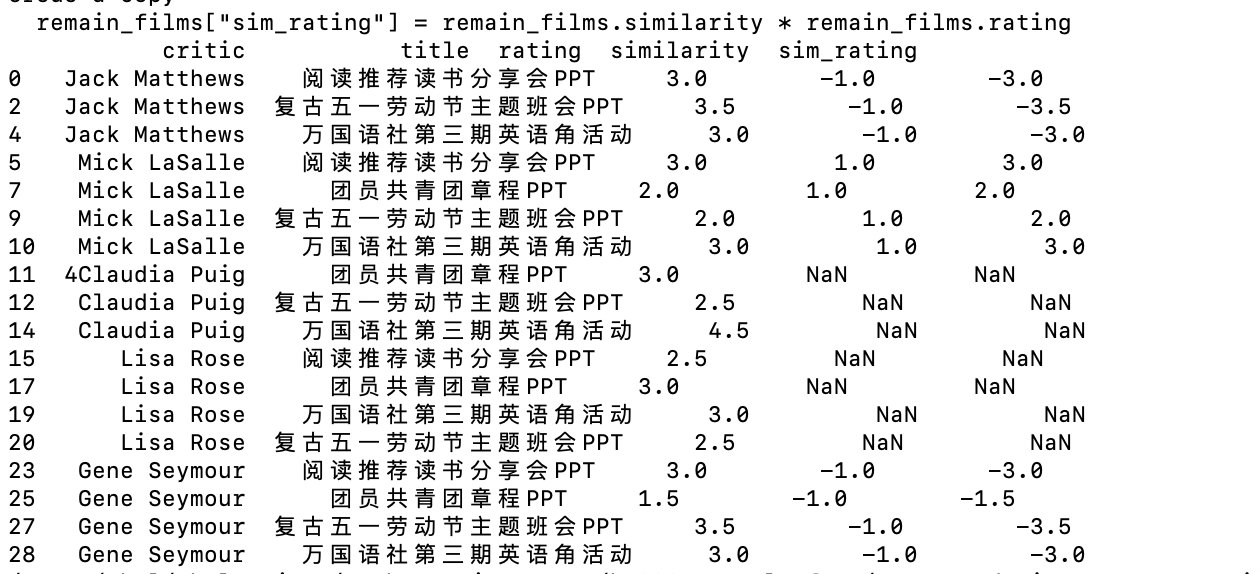 remain_films["sim_rating"] = remain_films.similarity * remain_films.rating
critic title rating similarity sim_rating
0 Jack Matthews 阅读推荐读书分享会PPT 3.0 -1.0 -3.0
2 Jack Matthews 复古五一劳动节主题班会PPT 3.5 -1.0 -3.5
4 Jack Matthews 万国语社第三期英语角活动 3.0 -1.0 -3.0
5 Mick LaSalle 阅读推荐读书分享会PPT 3.0 1.0 3.0
7 Mick LaSalle 团员共青团章程PPT 2.0 1.0 2.0
9 Mick LaSalle 复古五一劳动节主题班会PPT 2.0 1.0 2.0
10 Mick LaSalle 万国语社第三期英语角活动 3.0 1.0 3.0
11 4Claudia Puig 团员共青团章程PPT 3.0 NaN NaN
12 Claudia Puig 复古五一劳动节主题班会PPT 2.5 NaN NaN
14 Claudia Puig 万国语社第三期英语角活动 4.5 NaN NaN
15 Lisa Rose 阅读推荐读书分享会PPT 2.5 NaN NaN
17 Lisa Rose 团员共青团章程PPT 3.0 NaN NaN
19 Lisa Rose 万国语社第三期英语角活动 3.0 NaN NaN
20 Lisa Rose 复古五一劳动节主题班会PPT 2.5 NaN NaN
23 Gene Seymour 阅读推荐读书分享会PPT 3.0 -1.0 -3.0
25 Gene Seymour 团员共青团章程PPT 1.5 -1.0 -1.5
27 Gene Seymour 复古五一劳动节主题班会PPT 3.5 -1.0 -3.5
28 Gene Seymour 万国语社第三期英语角活动 3.0 -1.0 -3.0